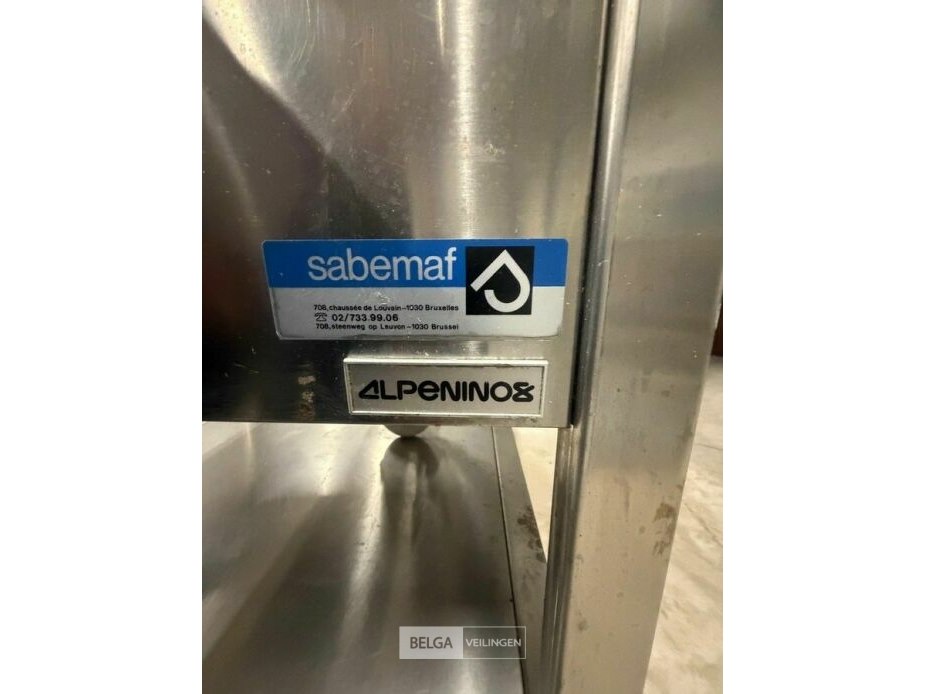 sabemaf
708, chaussée de Louvain-1030 Bruxelles
☎ 02/733.99.06
708, steenweg op Leuven-1030 Brussel
ALPENINOX
BELGA VEILINGEN